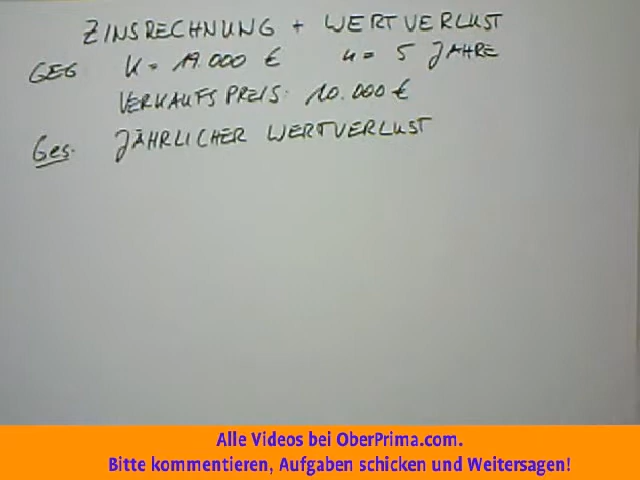 ZINSRECHNUNG + WERTVERLUST
GEG K = 19.000 € n = 5 JAHRE
VERKAUFSPREIS: 10.000 €
Ges. JÄHRLICHER WERTVERLUST
Alle Videos bei OberPrima.com.
Bitte kommentieren, Aufgaben schicken und Weitersagen!